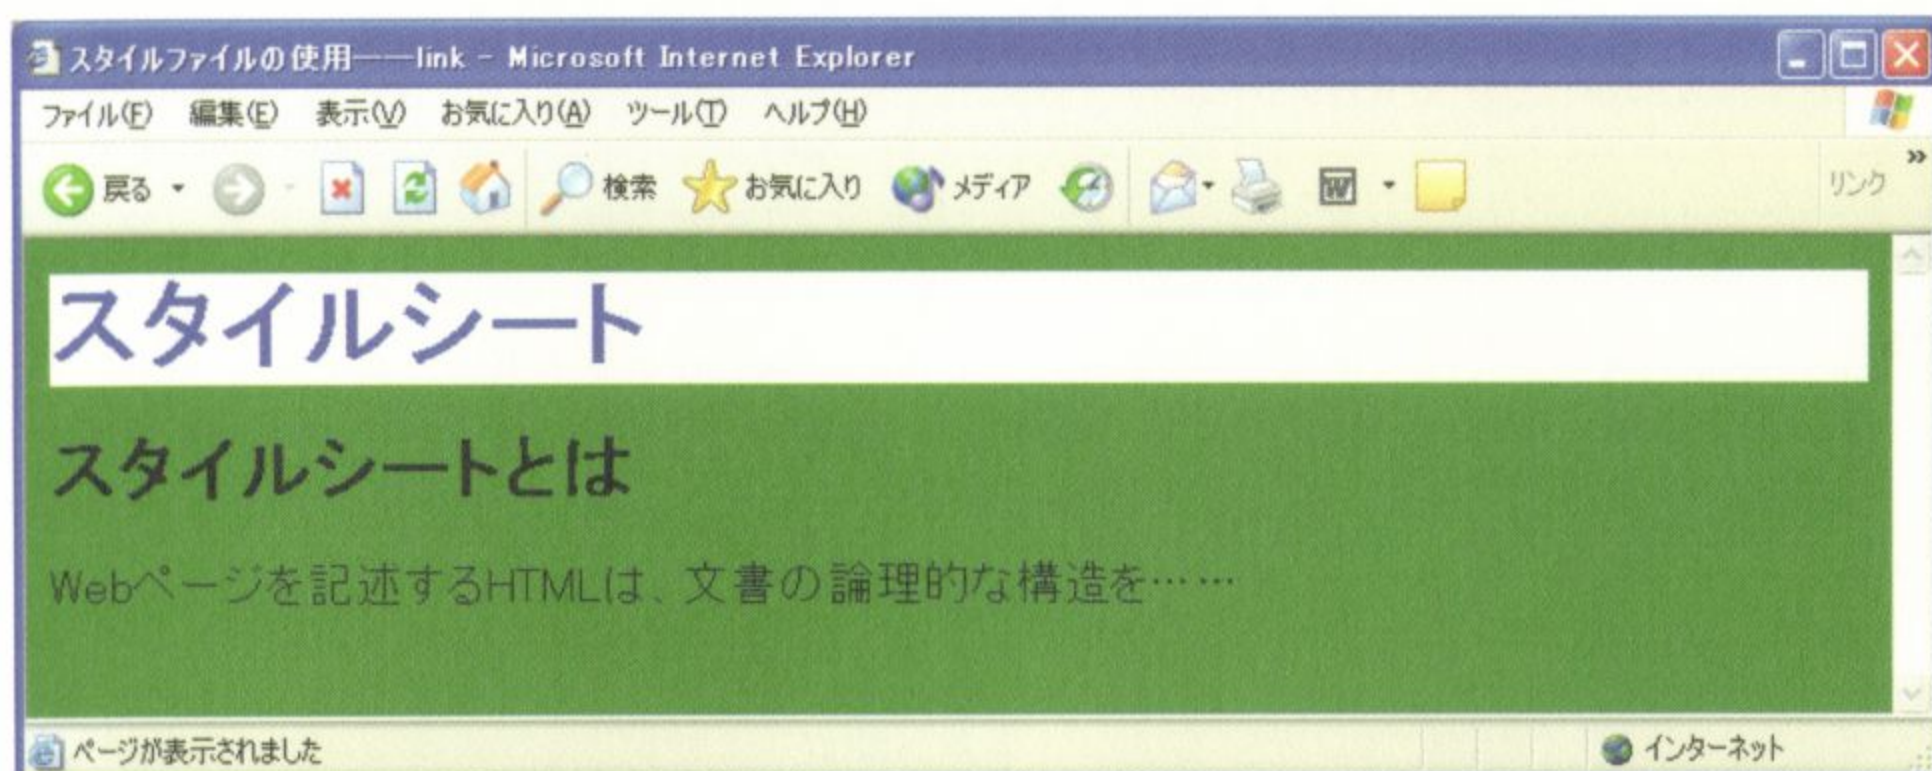 スタイルファイルの使用――link - Microsoft Internet Explorer
ファイル(F) 編集(E) 表示(V) お気に入り(A) ツール(T) ヘルプ(H)
戻る 検索 お気に入り メディア W リンク »
スタイルシート
スタイルシートとは
Webページを記述するHTMLは、文書の論理的な構造を……
ページが表示されました インターネット